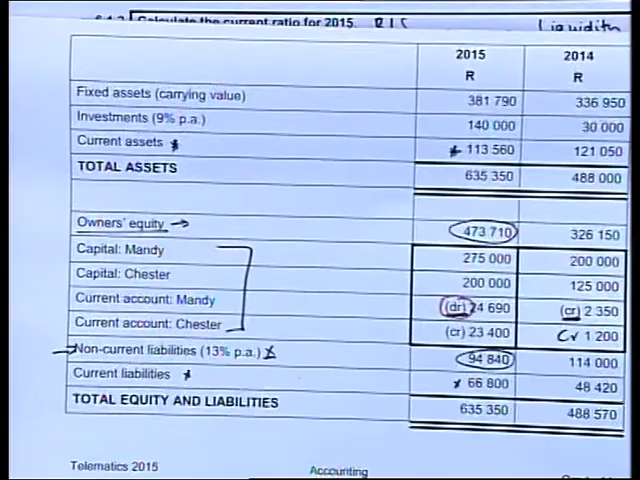 6.1.2 Calculate the current ratio for 2015.
Liquidity
2015 2014
R R
Fixed assets (carrying value) 381 790 336 950
Investments (9% p.a.) 140 000 30 000
Current assets 113 560 121 050
TOTAL ASSETS 635 350 488 000
Owners' equity 473 710 326 150
Capital: Mandy 275 000 200 000
Capital: Chester 200 000 125 000
Current account: Mandy (dr) 24 690 (cr) 2 350
Current account: Chester (cr) 23 400 Cr 1 200
Non-current liabilities (13% p.a.) 94 840 114 000
Current liabilities 66 800 48 420
TOTAL EQUITY AND LIABILITIES 635 350 488 570
Telematics 2015 Accounting